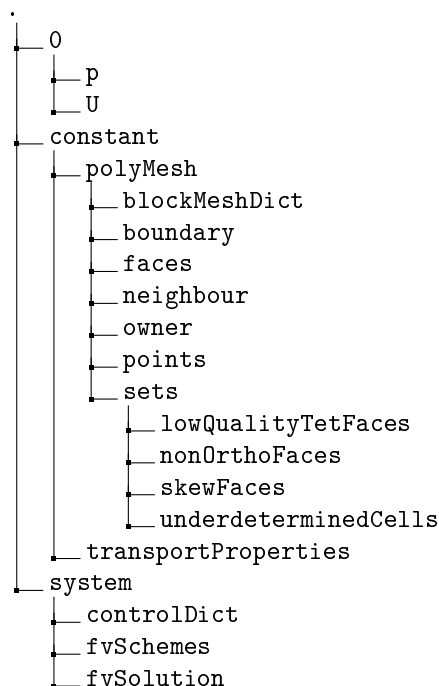 .
0
p
U
constant
polyMesh
blockMeshDict
boundary
faces
neighbour
owner
points
sets
lowQualityTetFaces
nonOrthoFaces
skewFaces
underdeterminedCells
transportProperties
system
controlDict
fvSchemes
fvSolution